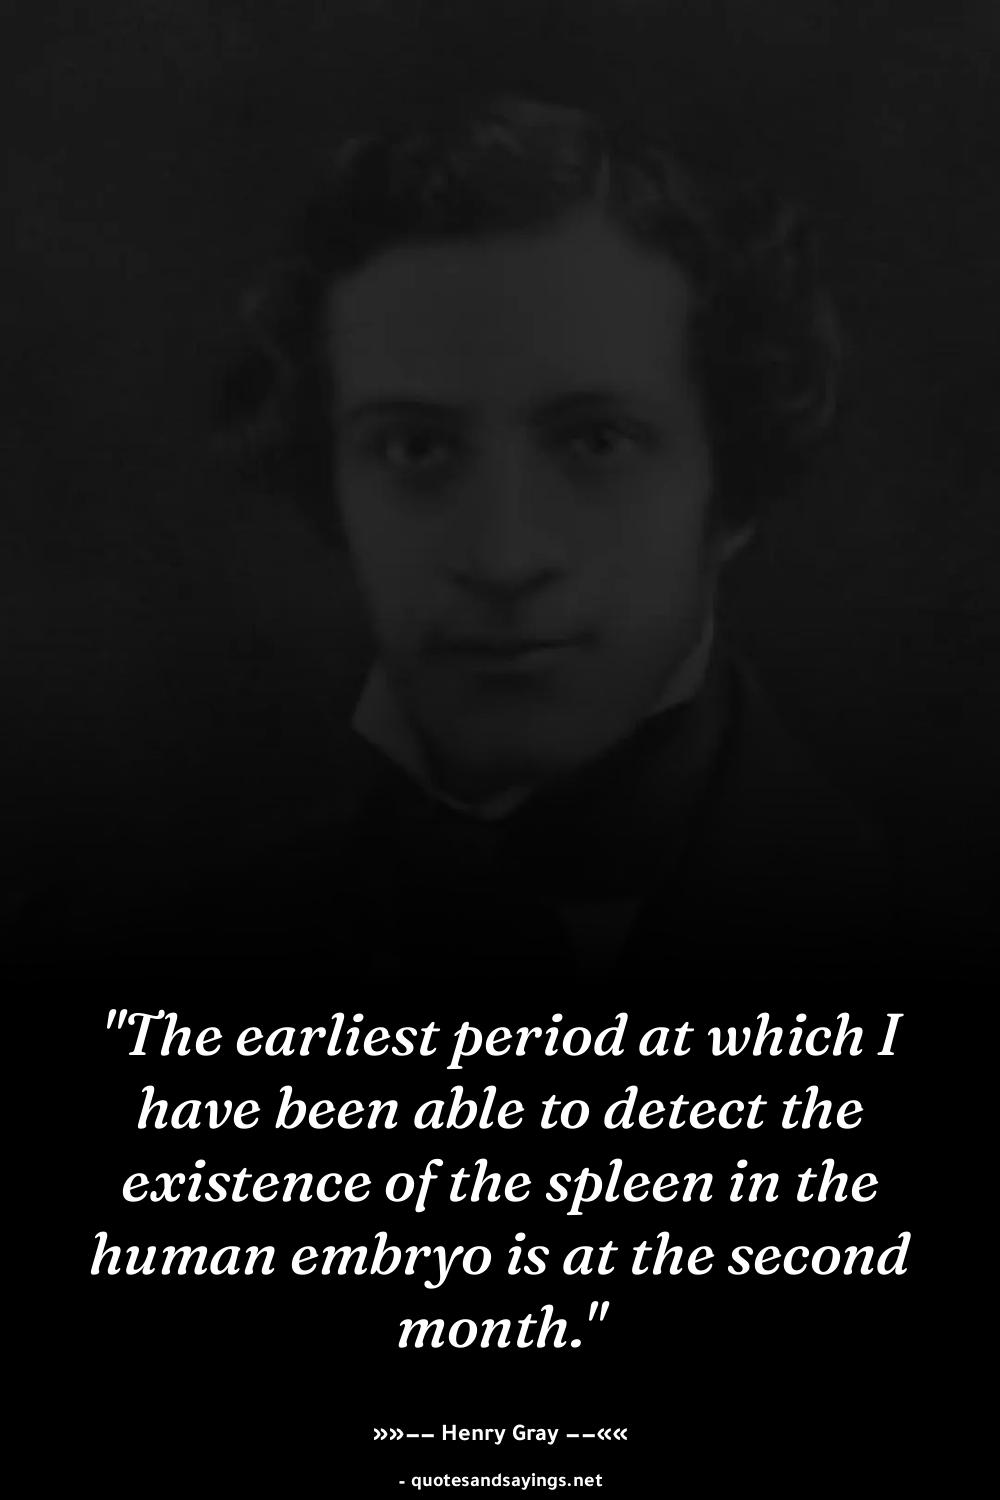 "The earliest period at which I
have been able to detect the
existence of the spleen in the
human embryo is at the second
month."
»»–– Henry Gray ––««
- quotesandsayings.net